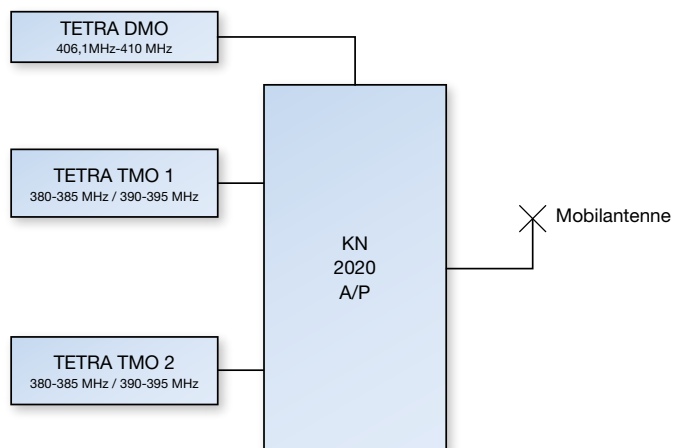 TETRA DMO
406,1MHz-410 MHz
TETRA TMO 1
380-385 MHz / 390-395 MHz
KN
2020
A/P
Mobilantenne
TETRA TMO 2
380-385 MHz / 390-395 MHz